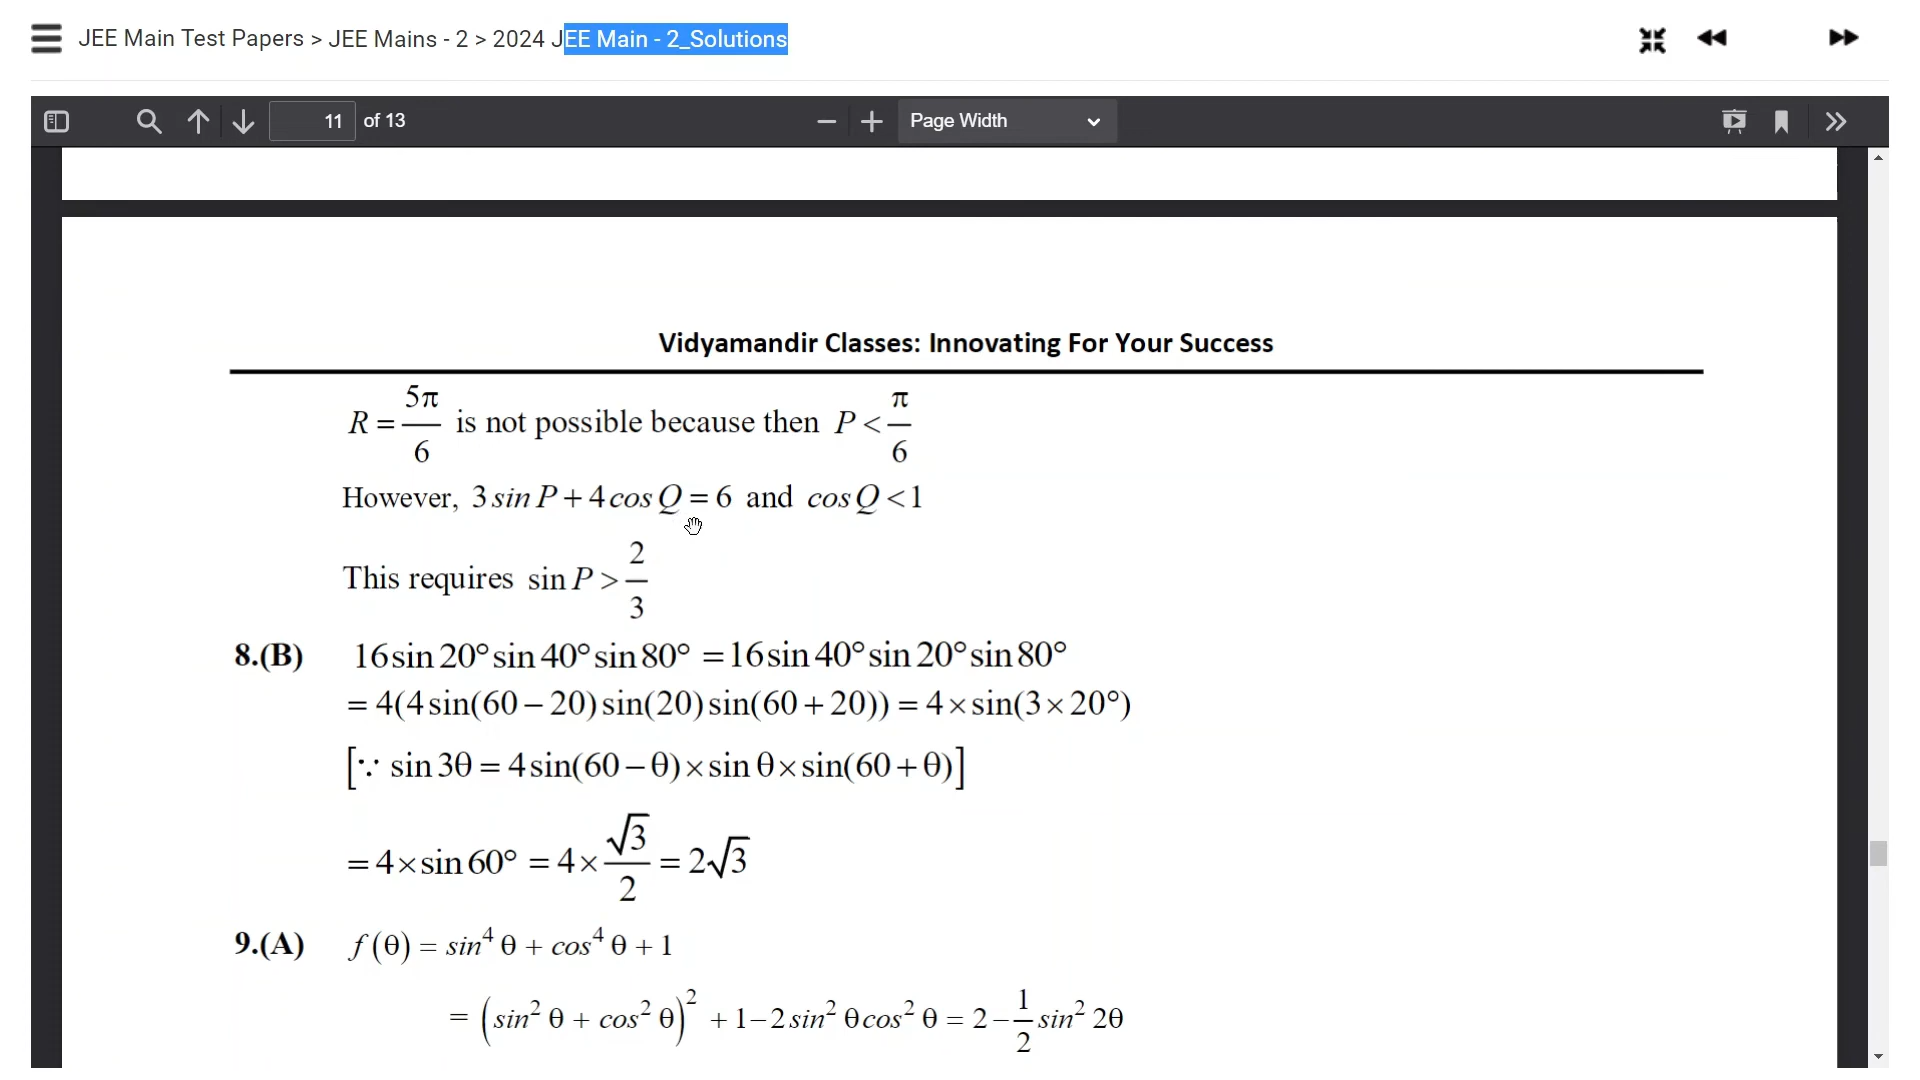 JEE Main Test Papers > JEE Mains - 2 > 2024 JEE Main - 2_Solutions
11 of 13
Page Width
Vidyamandir Classes: Innovating For Your Success
R = 5π/6 is not possible because then P < π/6
However, 3 sin P + 4 cos Q = 6 and cos Q < 1
This requires sin P > 2/3
8.(B) 16 sin 20° sin 40° sin 80° = 16 sin 40° sin 20° sin 80°
= 4(4 sin(60 – 20) sin(20) sin(60 + 20)) = 4 × sin(3 × 20°)
[∵ sin 3θ = 4 sin(60 – θ) × sin θ × sin(60 + θ)]
= 4 × sin 60° = 4 × √3/2 = 2√3
9.(A) f(θ) = sin⁴ θ + cos⁴ θ + 1
= (sin² θ + cos² θ)² + 1 – 2 sin² θ cos² θ = 2 – 1/2 sin² 2θ